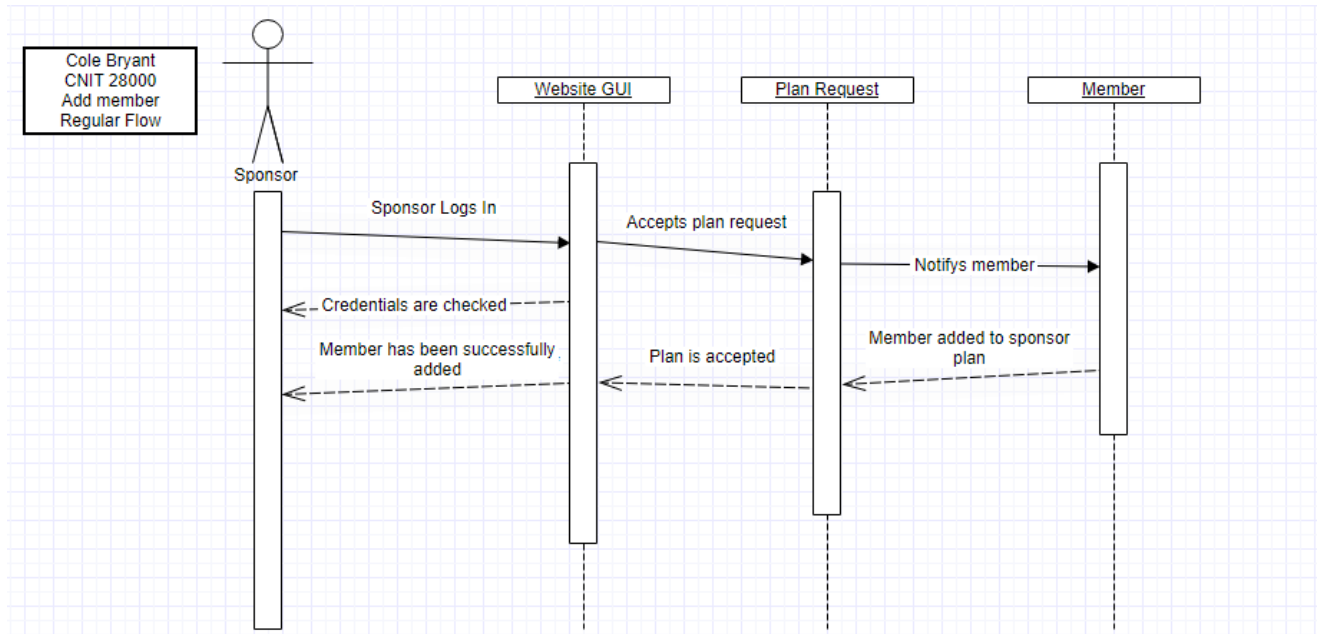 Cole Bryant
CNIT 28000
Add member
Regular Flow
Sponsor
Website GUI
Plan Request
Member
Sponsor Logs In
Accepts plan request
Notifys member
Credentials are checked
Member has been successfully
added
Plan is accepted
Member added to sponsor
plan